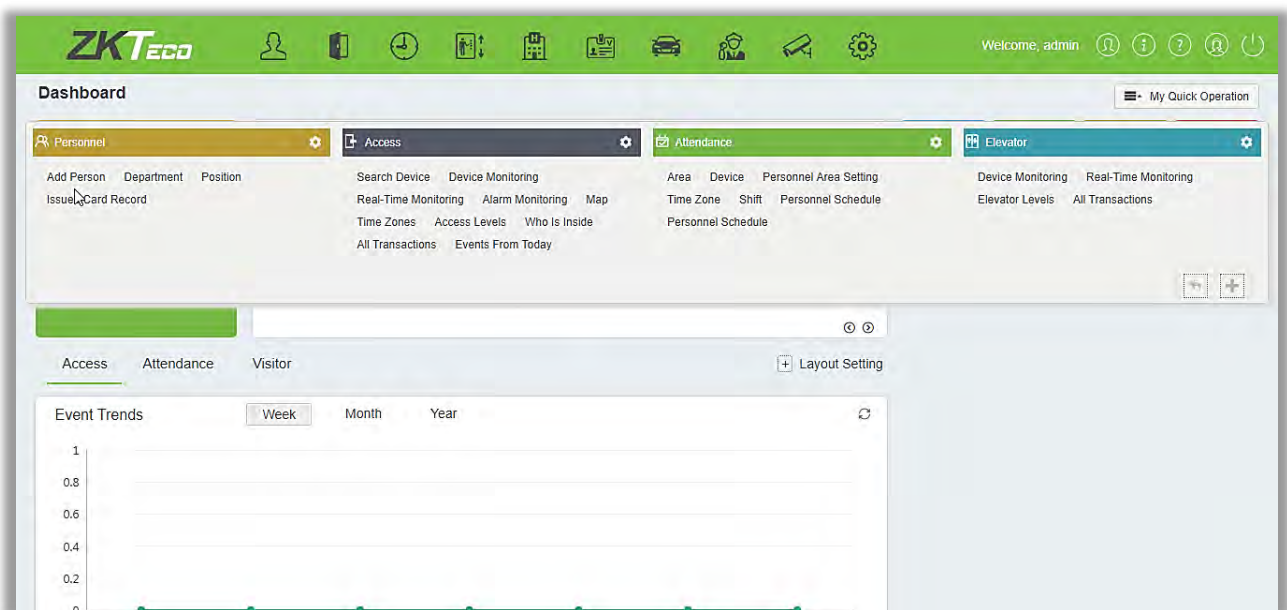 ZKTECO
Welcome, admin
Dashboard
My Quick Operation
Personnel
Access
Attendance
Elevator
Add Person Department Position
Issued Card Record
Search Device Device Monitoring
Real-Time Monitoring Alarm Monitoring Map
Time Zones Access Levels Who Is Inside
All Transactions Events From Today
Area Device Personnel Area Setting
Time Zone Shift Personnel Schedule
Personnel Schedule
Device Monitoring Real-Time Monitoring
Elevator Levels All Transactions
Access Attendance Visitor
Layout Setting
Event Trends Week Month Year
1
0.8
0.6
0.4
0.2
0